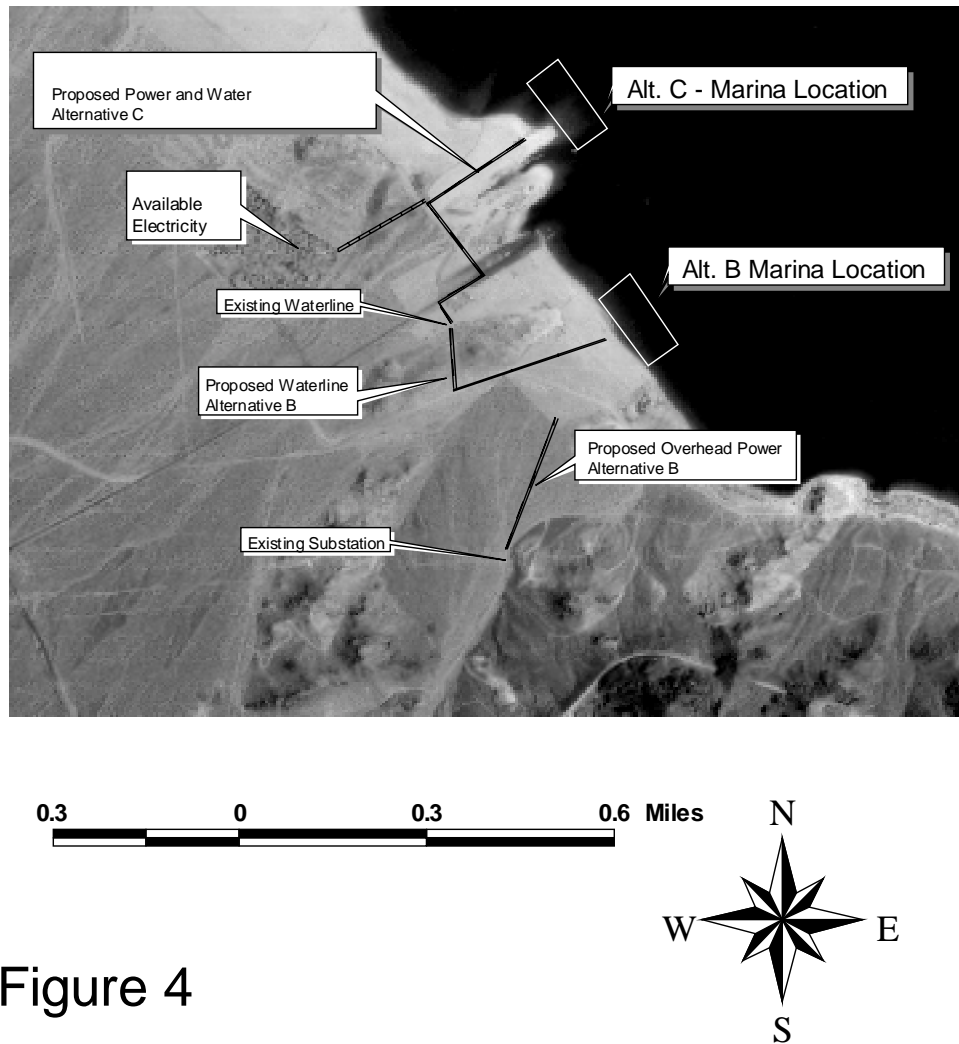 Proposed Power and Water
Alternative C
Alt. C - Marina Location
Available
Electricity
Alt. B Marina Location
Existing Waterline
Proposed Waterline
Alternative B
Proposed Overhead Power
Alternative B
Existing Substation
0.3 0 0.3 0.6 Miles
N
W E
S
Figure 4